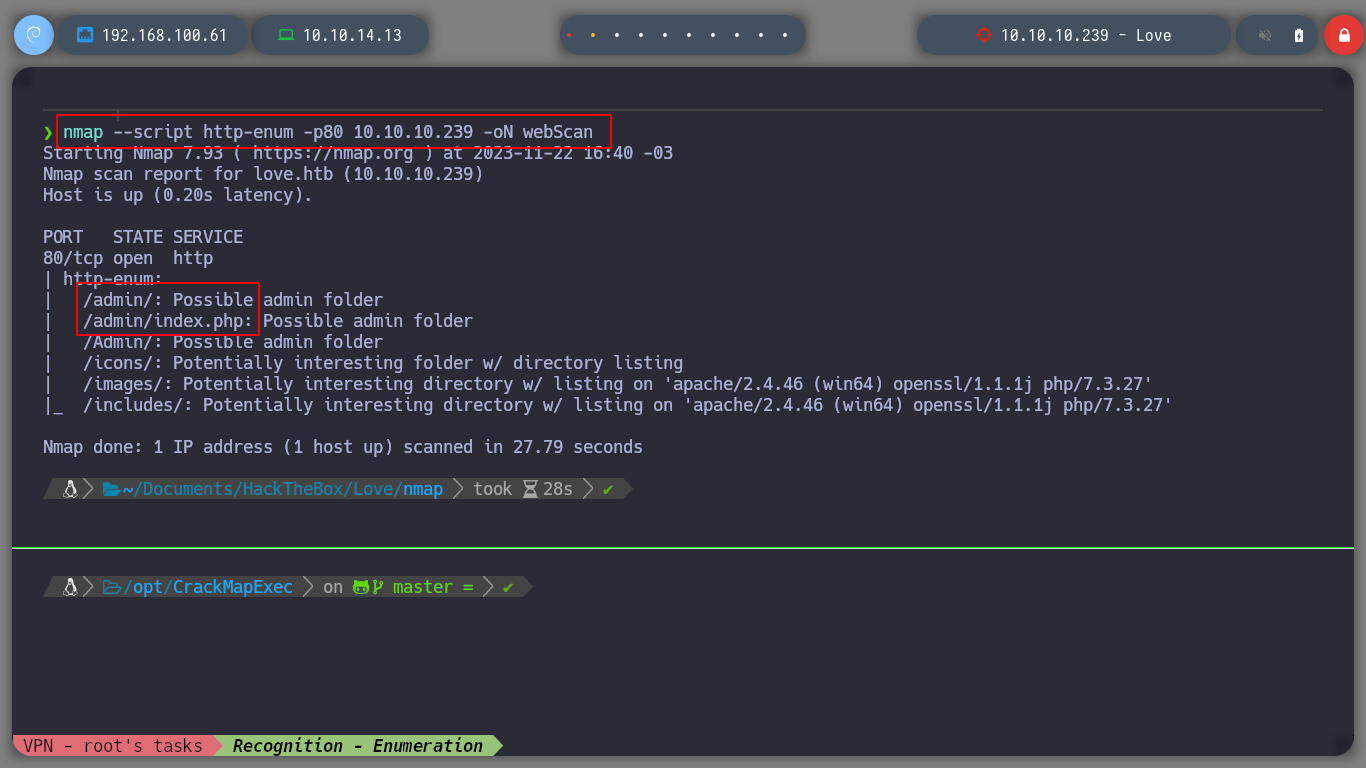 192.168.100.61
10.10.14.13
10.10.10.239 - Love
❯ nmap --script http-enum -p80 10.10.10.239 -oN webScan
Starting Nmap 7.93 ( https://nmap.org ) at 2023-11-22 16:40 -03
Nmap scan report for love.htb (10.10.10.239)
Host is up (0.20s latency).
PORT   STATE SERVICE
80/tcp open  http
| http-enum:
|   /admin/: Possible admin folder
|   /admin/index.php: Possible admin folder
|   /Admin/: Possible admin folder
|   /icons/: Potentially interesting folder w/ directory listing
|   /images/: Potentially interesting directory w/ listing on 'apache/2.4.46 (win64) openssl/1.1.1j php/7.3.27'
|_  /includes/: Potentially interesting directory w/ listing on 'apache/2.4.46 (win64) openssl/1.1.1j php/7.3.27'
Nmap done: 1 IP address (1 host up) scanned in 27.79 seconds
~/Documents/HackTheBox/Love/nmap took 28s ✔
/opt/CrackMapExec on master = ✔
VPN - root's tasks Recognition - Enumeration